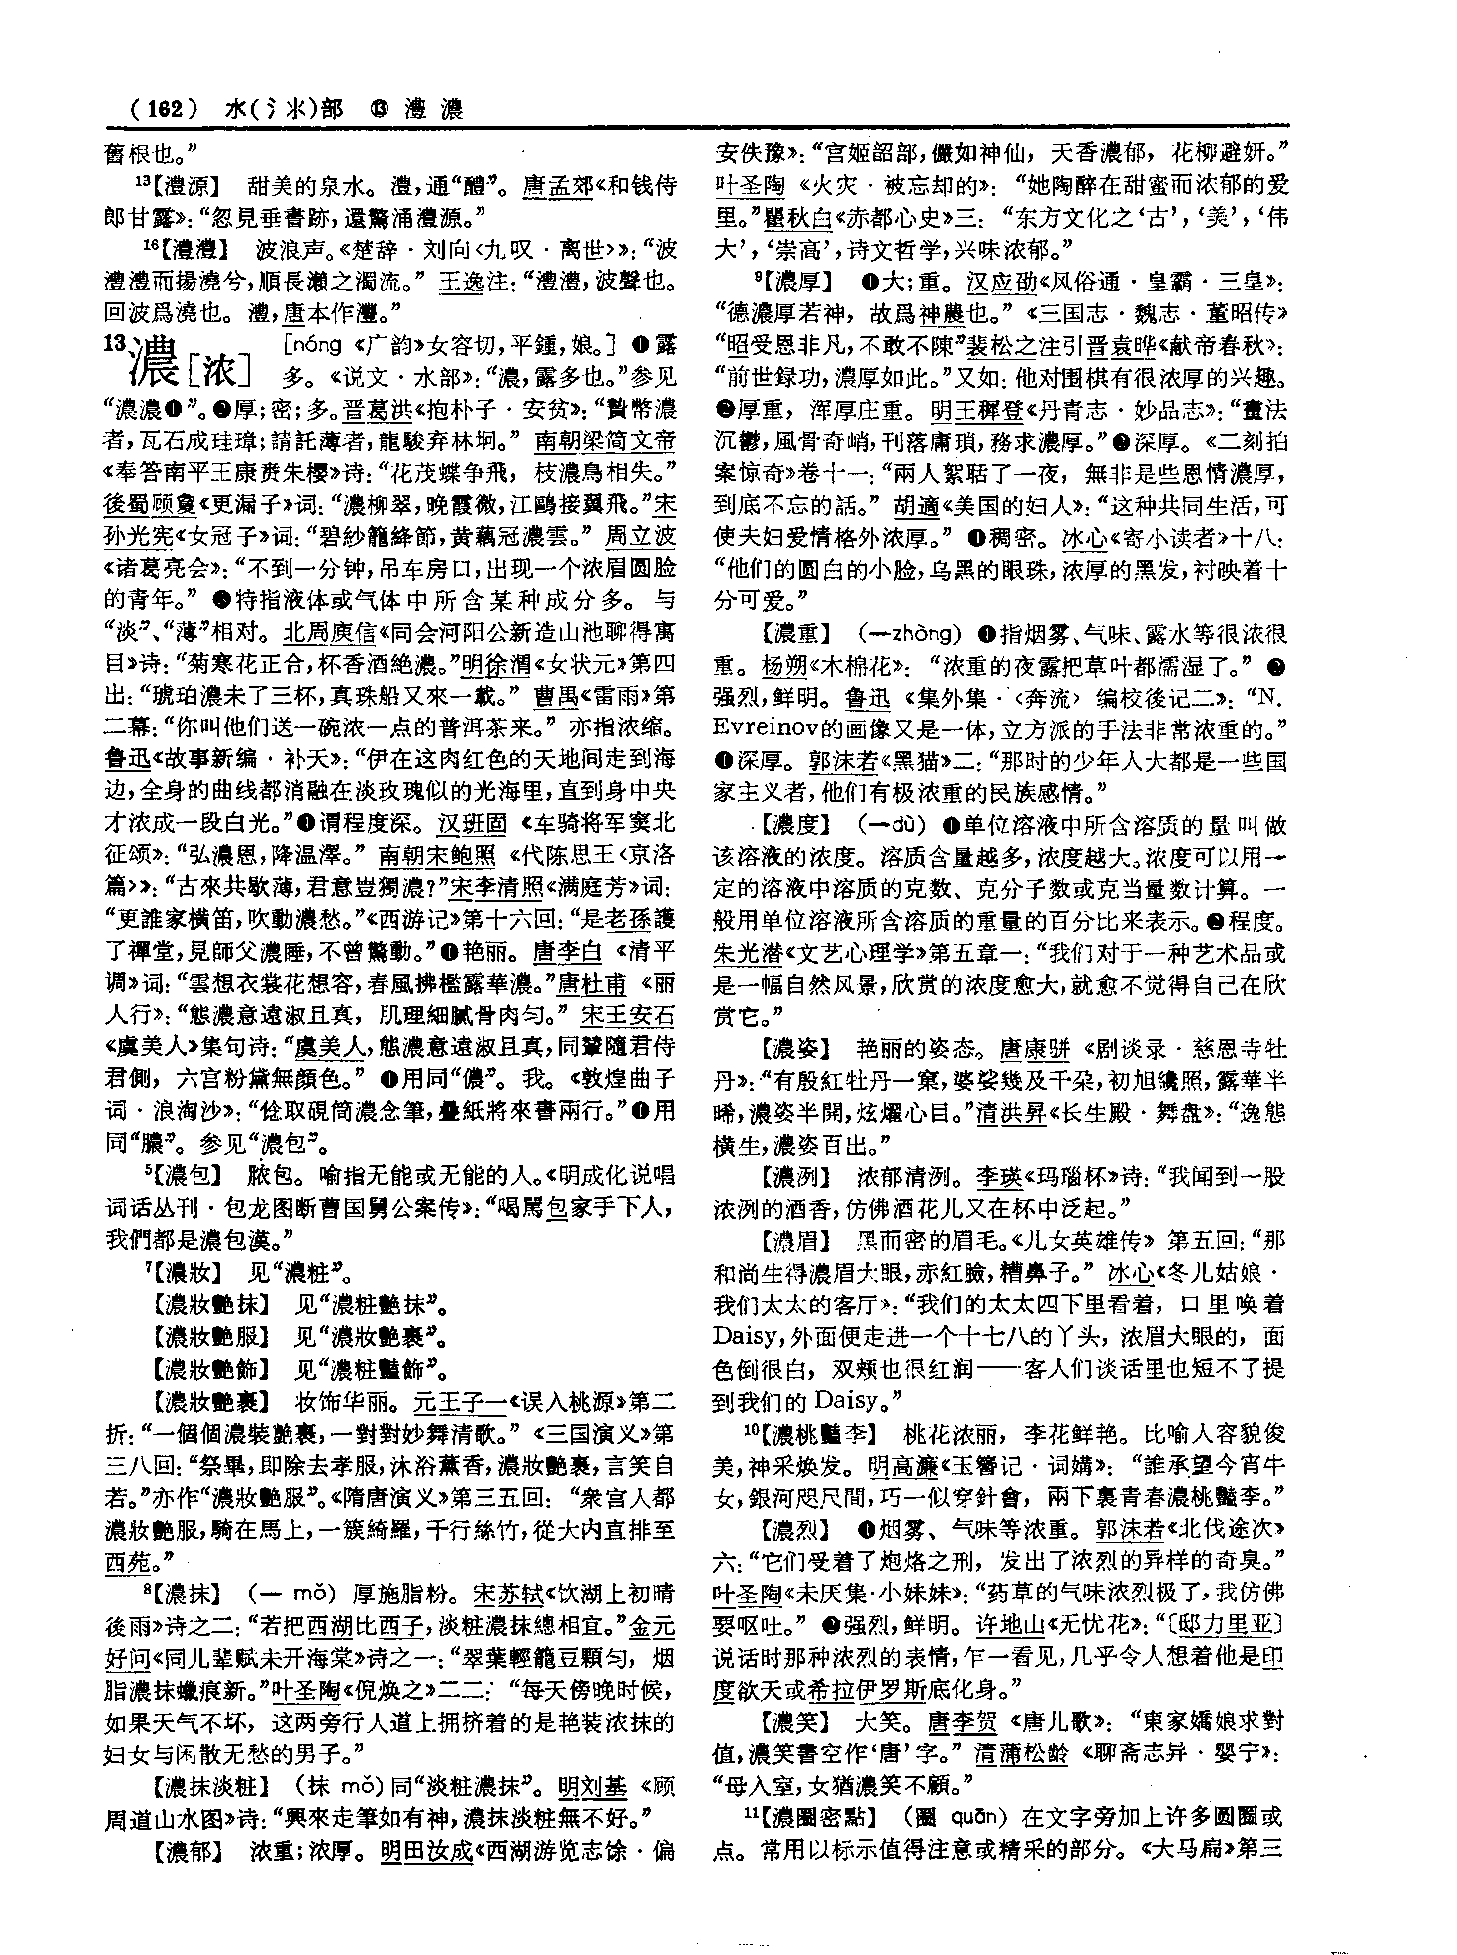 (162) 水(氵氺)部 ⑬ 澧 濃
舊根也。”
13【澧源】 甜美的泉水。澧,通“醴”。唐孟郊《和钱侍
郎甘露》:“忽見垂書跡,還驚涌澧源。”
16【澧澧】 波浪声。《楚辞·刘向〈九叹·离世〉》:“波
澧澧而揚澆兮,順長瀨之濁流。” 王逸注:“澧澧,波聲也。
回波爲澆也。澧,唐本作灃。”
13濃[浓] [nóng《广韵》女容切,平鍾,娘。] ❶露
多。《说文·水部》:“濃,露多也。”参见
“濃濃❶”。❷厚;密;多。晋葛洪《抱朴子·安贫》:“贄幣濃
者,瓦石成珪璋;請託薄者,龍駿弃林坰。” 南朝梁简文帝
《奉答南平王康赉朱樱》诗:“花茂蝶争飛, 枝濃鳥相失。”
後蜀顾敻《更漏子》词:“濃柳翠,晚霞微,江鷗接翼飛。”宋
孙光宪《女冠子》词:“碧紗籠絳節,黄藕冠濃雲。” 周立波
《诸葛亮会》:“不到一分钟,吊车房口,出现一个浓眉圆脸
的青年。” ❸特指液体或气体中所含某种成分多。 与
“淡”、“薄”相对。北周庾信《同会河阳公新造山池聊得寓
目》诗:“菊寒花正合,杯香酒绝濃。”明徐渭《女状元》第四
出:“琥珀濃未了三杯,真珠船又來一載。” 曹禺《雷雨》第
二幕:“你叫他们送一碗浓一点的普洱茶来。” 亦指浓缩。
鲁迅《故事新编·补天》:“伊在这肉红色的天地间走到海
边,全身的曲线都消融在淡玫瑰似的光海里,直到身中央
才浓成一段白光。”❹谓程度深。汉班固《车骑将军窦北
征颂》:“弘濃恩,降温澤。” 南朝宋鲍照《代陈思王〈京洛
篇〉》:“古來共歇薄,君意豈獨濃?”宋李清照《满庭芳》词:
“更誰家横笛,吹動濃愁。”《西游记》第十六回:“是老孫護
了禪堂,見師父濃睡,不曾驚動。”❺艳丽。唐李白《清平
调》词:“雲想衣裳花想容,春風拂檻露華濃。”唐杜甫《丽
人行》:“態濃意遠淑且真, 肌理細膩骨肉匀。” 宋王安石
《虞美人》集句诗:“虞美人,態濃意遠淑且真,同輦隨君侍
君側, 六宫粉黛無顔色。” ❻用同“儂”。我。《敦煌曲子
词·浪淘沙》:“䇲取硯筒濃念筆,疊紙將來書兩行。”❼用
同“膿”。参见“濃包”。
5【濃包】 脓包。喻指无能或无能的人。《明成化说唱
词话丛刊·包龙图断曹国舅公案传》:“喝駡包家手下人,
我們都是濃包漢。”
7【濃妝】 见“濃粧”。
【濃妝艷抹】 见“濃粧艷抹”。
【濃妝艷服】 见“濃妝艷裹”。
【濃妝艷飾】 见“濃粧豔飾”。
【濃妝艷裹】 妆饰华丽。元王子一《误入桃源》第二
折:“一個個濃裝艷裹,一對對妙舞清歌。” 《三国演义》第
三八回:“祭畢,即除去孝服,沐浴薰香,濃妝艷裹,言笑自
若。”亦作“濃妝艷服”。《隋唐演义》第三五回: “衆宫人都
濃妝艷服,騎在馬上,一簇綺羅,千行絲竹,從大内直排至
西苑。”
8【濃抹】 (— mǒ) 厚施脂粉。宋苏轼《饮湖上初晴
後雨》诗之二:“若把西湖比西子,淡粧濃抹總相宜。”金元
好问《同儿辈赋未开海棠》诗之一:“翠葉輕籠豆顆匀, 烟
脂濃抹蠟痕新。”叶圣陶《倪焕之》二二: “每天傍晚时候,
如果天气不坏, 这两旁行人道上拥挤着的是艳装浓抹的
妇女与闲散无愁的男子。”
【濃抹淡粧】 (抹 mǒ)同“淡粧濃抹”。明刘基《顾
周道山水图》诗:“興來走筆如有神,濃抹淡粧無不好。”
【濃郁】 浓重;浓厚。明田汝成《西湖游览志馀·偏
安佚豫》:“宫姬韶部,儼如神仙, 天香濃郁, 花柳避妍。”
叶圣陶《火灾·被忘却的》: “她陶醉在甜蜜而浓郁的爱
里。”瞿秋白《赤都心史》三: “东方文化之‘古’,‘美’,‘伟
大’,‘崇高’,诗文哲学,兴味浓郁。”
9【濃厚】 ❶大;重。汉应劭《风俗通·皇霸·三皇》:
“德濃厚若神, 故爲神農也。”《三国志·魏志·董昭传》
“昭受恩非凡,不敢不陳”裴松之注引晋袁晔《献帝春秋》:
“前世録功,濃厚如此。”又如:他对围棋有很浓厚的兴趣。
❷厚重, 浑厚庄重。 明王穉登《丹青志·妙品志》:“畫法
沉鬱,風骨奇峭,刊落庸瑣,務求濃厚。”❸深厚。《二刻拍
案惊奇》卷十一:“兩人絮聒了一夜, 無非是些恩情濃厚,
到底不忘的話。” 胡適《美国的妇人》:“这种共同生活,可
使夫妇爱情格外浓厚。” ❹稠密。冰心《寄小读者》十八:
“他们的圆白的小脸,乌黑的眼珠,浓厚的黑发,衬映着十
分可爱。”
【濃重】 (—zhòng) ❶指烟雾、气味、露水等很浓很
重。杨朔《木棉花》: “浓重的夜露把草叶都濡湿了。” ❷
强烈,鲜明。鲁迅《集外集·〈奔流〉编校後记二》:“N.
Evreinov的画像又是一体,立方派的手法非常浓重的。”
❸深厚。郭沫若《黑猫》二:“那时的少年人大都是一些国
家主义者,他们有极浓重的民族感情。”
【濃度】 (—dù) ❶单位溶液中所含溶质的量叫做
该溶液的浓度。溶质含量越多,浓度越大。浓度可以用一
定的溶液中溶质的克数、克分子数或克当量数计算。一
般用单位溶液所含溶质的重量的百分比来表示。❷程度。
朱光潜《文艺心理学》第五章一:“我们对于一种艺术品或
是一幅自然风景,欣赏的浓度愈大,就愈不觉得自己在欣
赏它。”
【濃姿】 艳丽的姿态。唐康骈《剧谈录·慈恩寺牡
丹》:“有殷紅牡丹一窠,婆娑幾及千朵,初旭纔照,露華半
晞,濃姿半開,炫燿心目。”清洪昇《长生殿·舞盘》:“逸態
橫生,濃姿百出。”
【濃洌】 浓郁清洌。李瑛《玛瑙杯》诗:“我闻到一股
浓洌的酒香,仿佛酒花儿又在杯中泛起。”
【濃眉】 黑而密的眉毛。《儿女英雄传》第五回:“那
和尚生得濃眉大眼,赤紅臉,糟鼻子。” 冰心《冬儿姑娘·
我们太太的客厅》:“我们的太太四下里看着, 口里唤着
Daisy,外面便走进一个十七八的丫头, 浓眉大眼的, 面
色倒很白, 双颊也很红润——客人们谈话里也短不了提
到我们的 Daisy。”
10【濃桃豔李】 桃花浓丽, 李花鲜艳。比喻人容貌俊
美,神采焕发。明高濂《玉簪记·词媾》: “誰承望今宵牛
女,銀河咫尺間,巧一似穿針會, 兩下裏青春濃桃豔李。”
【濃烈】 ❶烟雾、气味等浓重。郭沫若《北伐途次》
六:“它们受着了炮烙之刑, 发出了浓烈的异样的奇臭。”
叶圣陶《未厌集·小妹妹》:“药草的气味浓烈极了,我仿佛
要呕吐。” ❷强烈,鲜明。许地山《无忧花》:“〔邸力里亚〕
说话时那种浓烈的表情,乍一看见,几乎令人想着他是印
度欲天或希拉伊罗斯底化身。”
【濃笑】 大笑。唐李贺《唐儿歌》: “東家嬌娘求對
值,濃笑書空作‘唐’字。” 清蒲松龄《聊斋志异·婴宁》:
“母入室,女猶濃笑不顧。”
11【濃圈密點】 (圈 quān) 在文字旁加上许多圆圈或
点。常用以标示值得注意或精采的部分。《大马扁》第三